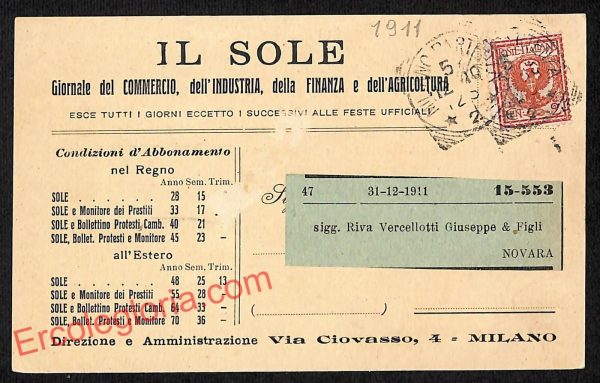 1911
IL SOLE
Giornale del COMMERCIO, dell'INDUSTRIA, della FINANZA e dell'AGRICOLTURA
ESCE TUTTI I GIORNI ECCETTO I SUCCESSIVI ALLE FESTE UFFICIALI
Condizioni d'Abbonamento
nel Regno
Anno Sem. Trim.
SOLE . . . . . . . 28 15
SOLE e Monitore dei Prestiti 33 17
SOLE e Bollettino Protesti Camb. 40 21
SOLE, Bollet. Protesti e Monitore 45 23 —
all'Estero
Anno Sem. Trim.
SOLE . . . . . . . 48 25 13
SOLE e Monitore dei Prestiti 55 28
SOLE e Bollettino Protesti Camb. 64 33 —
SOLE, Bollet. Protesti e Monitore 70 36 —
47 31-12-1911 15-553
sigg. Riva Vercellotti Giuseppe & Figli
NOVARA
Direzione e Amministrazione Via Ciovasso, 4 - MILANO
Ercolegloria.com